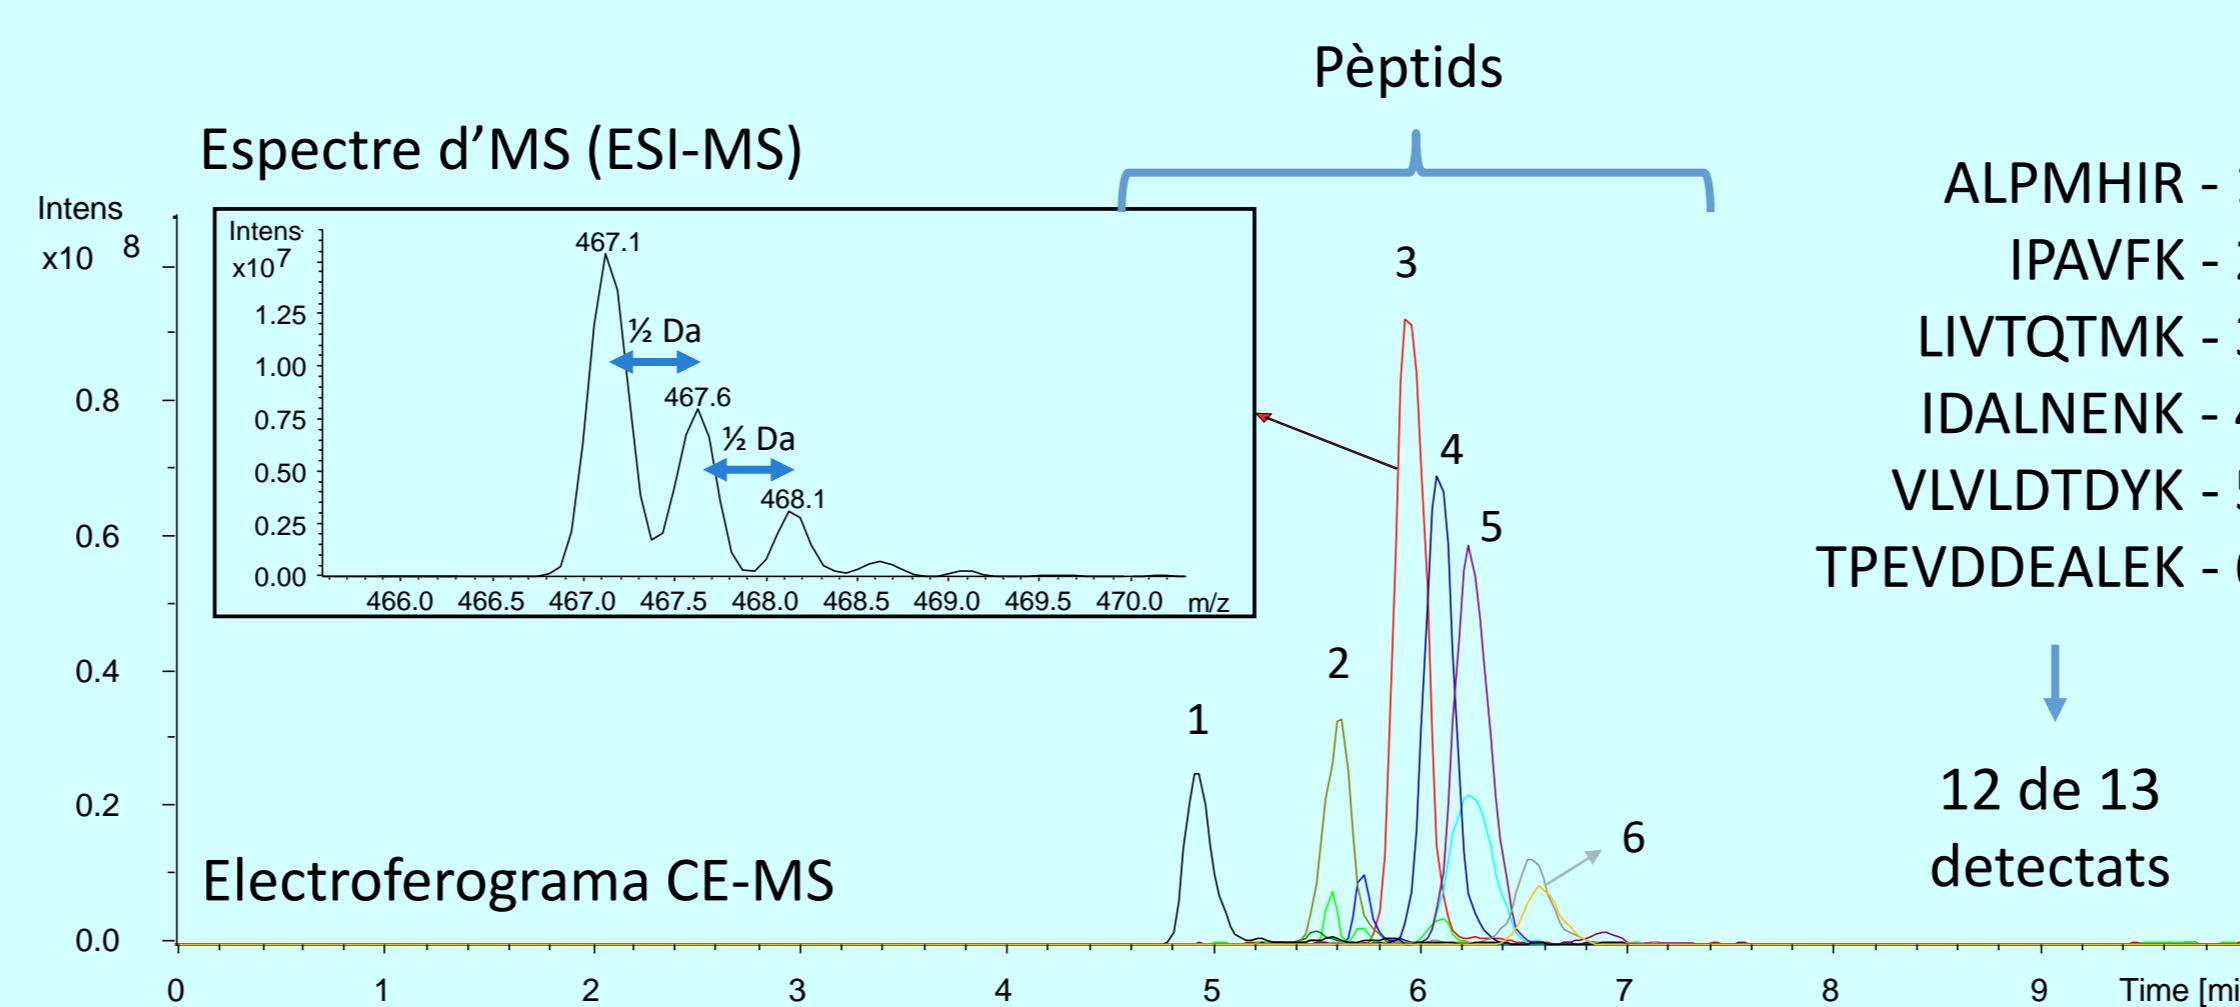 Pèptids
Espectre d’MS (ESI-MS)
Intens
x10 8
0.8
0.6
0.4
0.2
0.0
Intens
x10⁷
1.25
1.00
0.75
0.50
0.25
0.00
467.1
½ Da
467.6
½ Da
468.1
466.0 466.5 467.0 467.5 468.0 468.5 469.0 469.5 470.0 m/z
1
2
3
4
5
6
Electroferograma CE-MS
0 1 2 3 4 5 6 7 8 9 Time
ALPMHIR -
IPAVFK -
LIVTQTMK -
IDALNENK -
VLVLDTDYK -
TPEVDDEALEK -
12 de 13
detectats